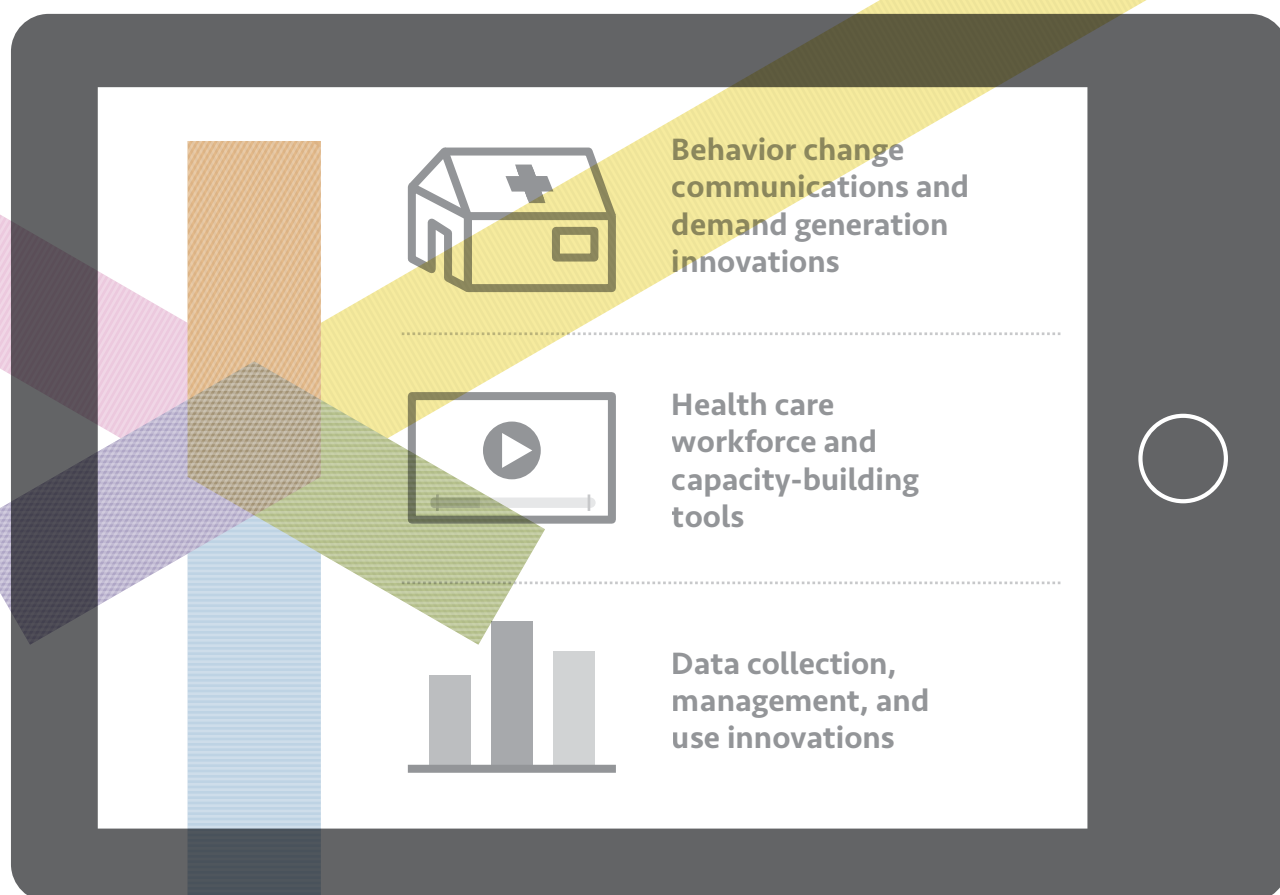 Behavior change
communications and
demand generation
innovations
Health care
workforce and
capacity-building
tools
Data collection,
management, and
use innovations